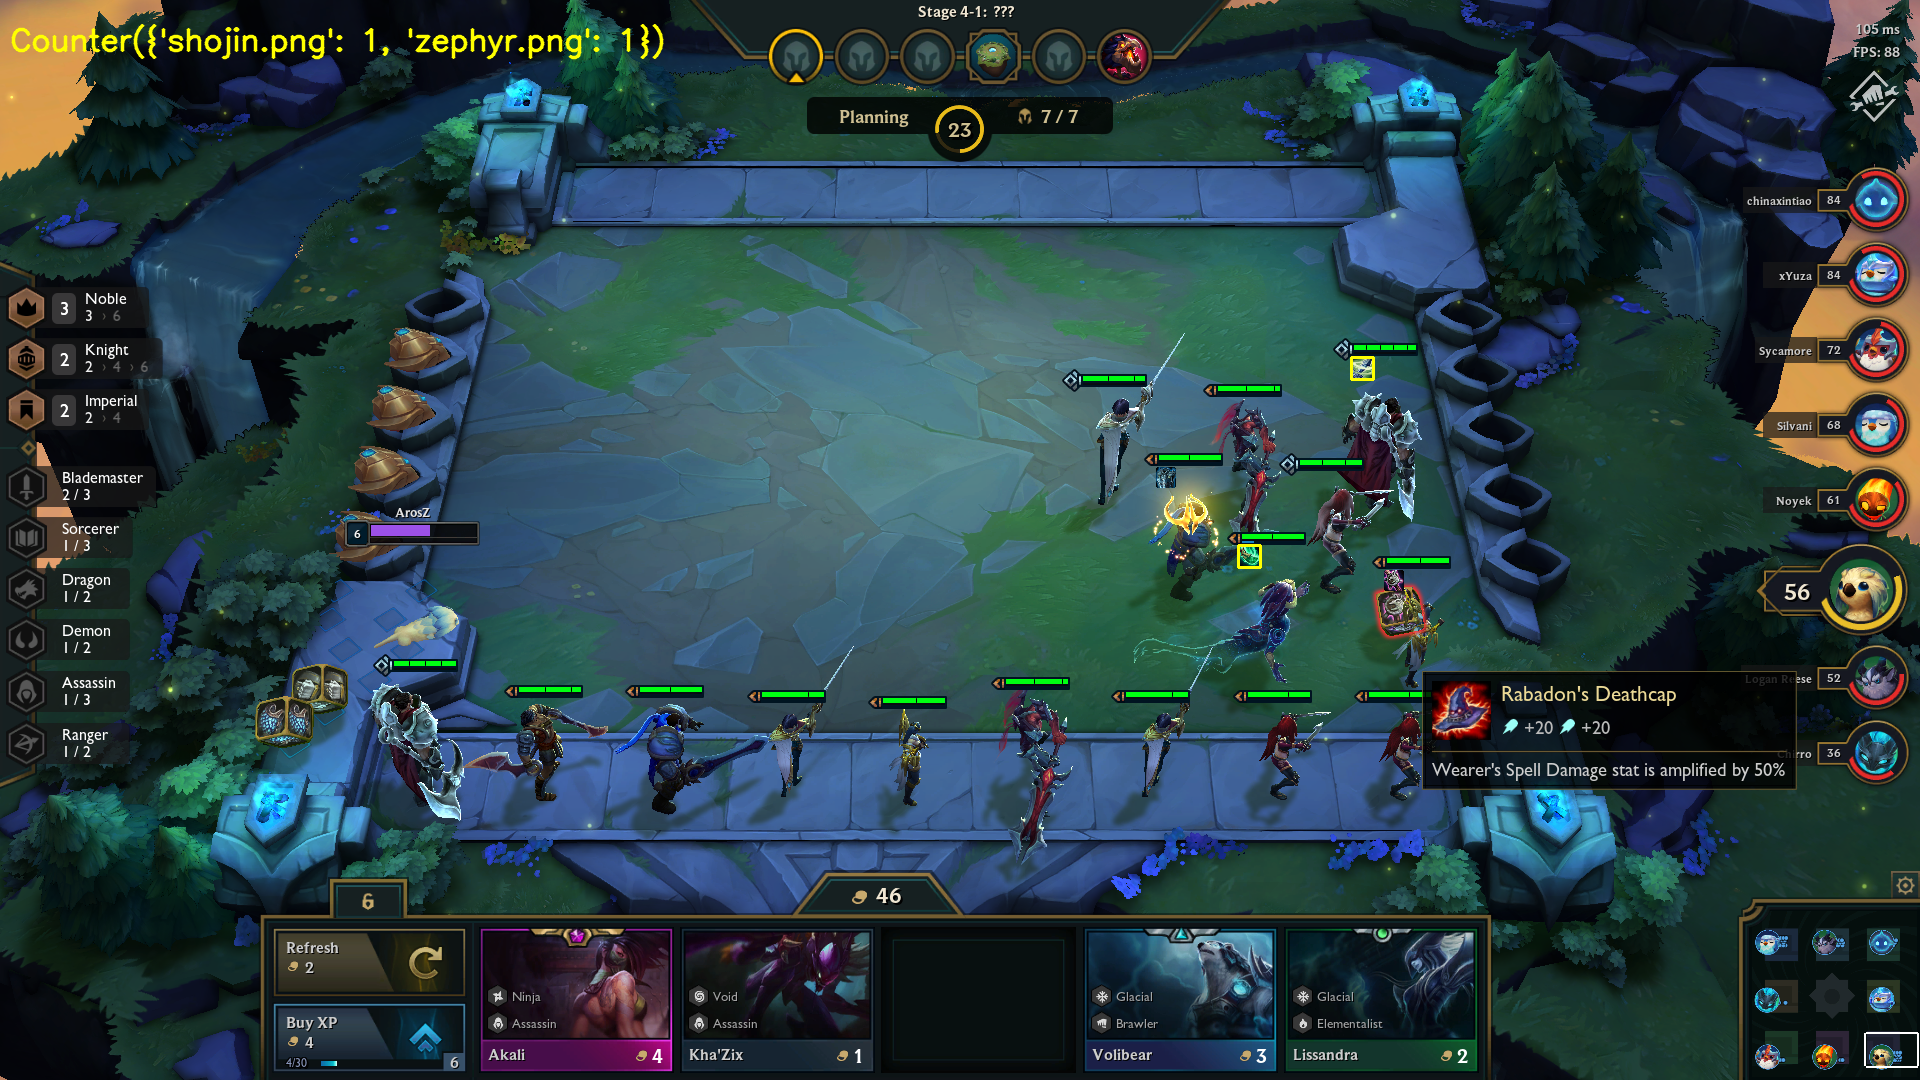 Stage 4-1: ???
Counter({'shojin.png': 1, 'zephyr.png': 1})
105 ms
FPS: 88
Planning
23
7 / 7
chinaxintiao 84
xYuza 84
Sycamore 72
Silvani 68
Noyek 61
56
52
36
3 Noble
3 › 6
2 Knight
2 › 4 › 6
2 Imperial
2 › 4
Blademaster
2 / 3
Sorcerer
1 / 3
Dragon
1 / 2
Demon
1 / 2
Assassin
1 / 3
Ranger
1 / 2
ArosZ
6
Rabadon's Deathcap
+20 +20
Wearer's Spell Damage stat is amplified by 50%
6
46
Refresh
2
Buy XP
4
4/30
6
Ninja
Assassin
Akali 4
Void
Assassin
Kha'Zix 1
Glacial
Brawler
Volibear 3
Glacial
Elementalist
Lissandra 2